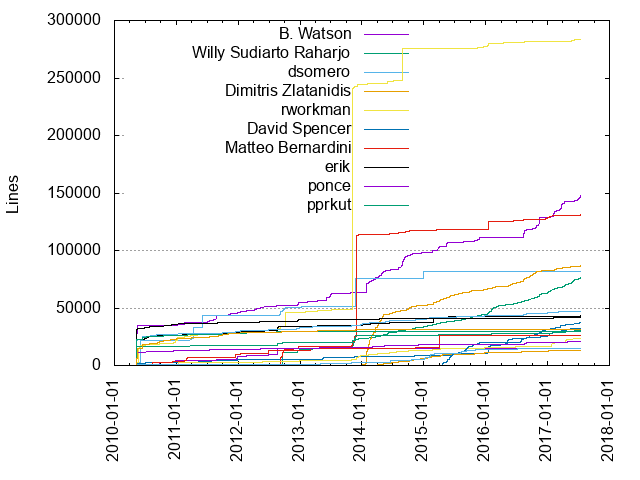 300000
250000
200000
150000
100000
50000
0
Lines
B. Watson
Willy Sudiarto Raharjo
dsomero
Dimitris Zlatanidis
rworkman
David Spencer
Matteo Bernardini
erik
ponce
pprkut
2010-01-01
2011-01-01
2012-01-01
2013-01-01
2014-01-01
2015-01-01
2016-01-01
2017-01-01
2018-01-01